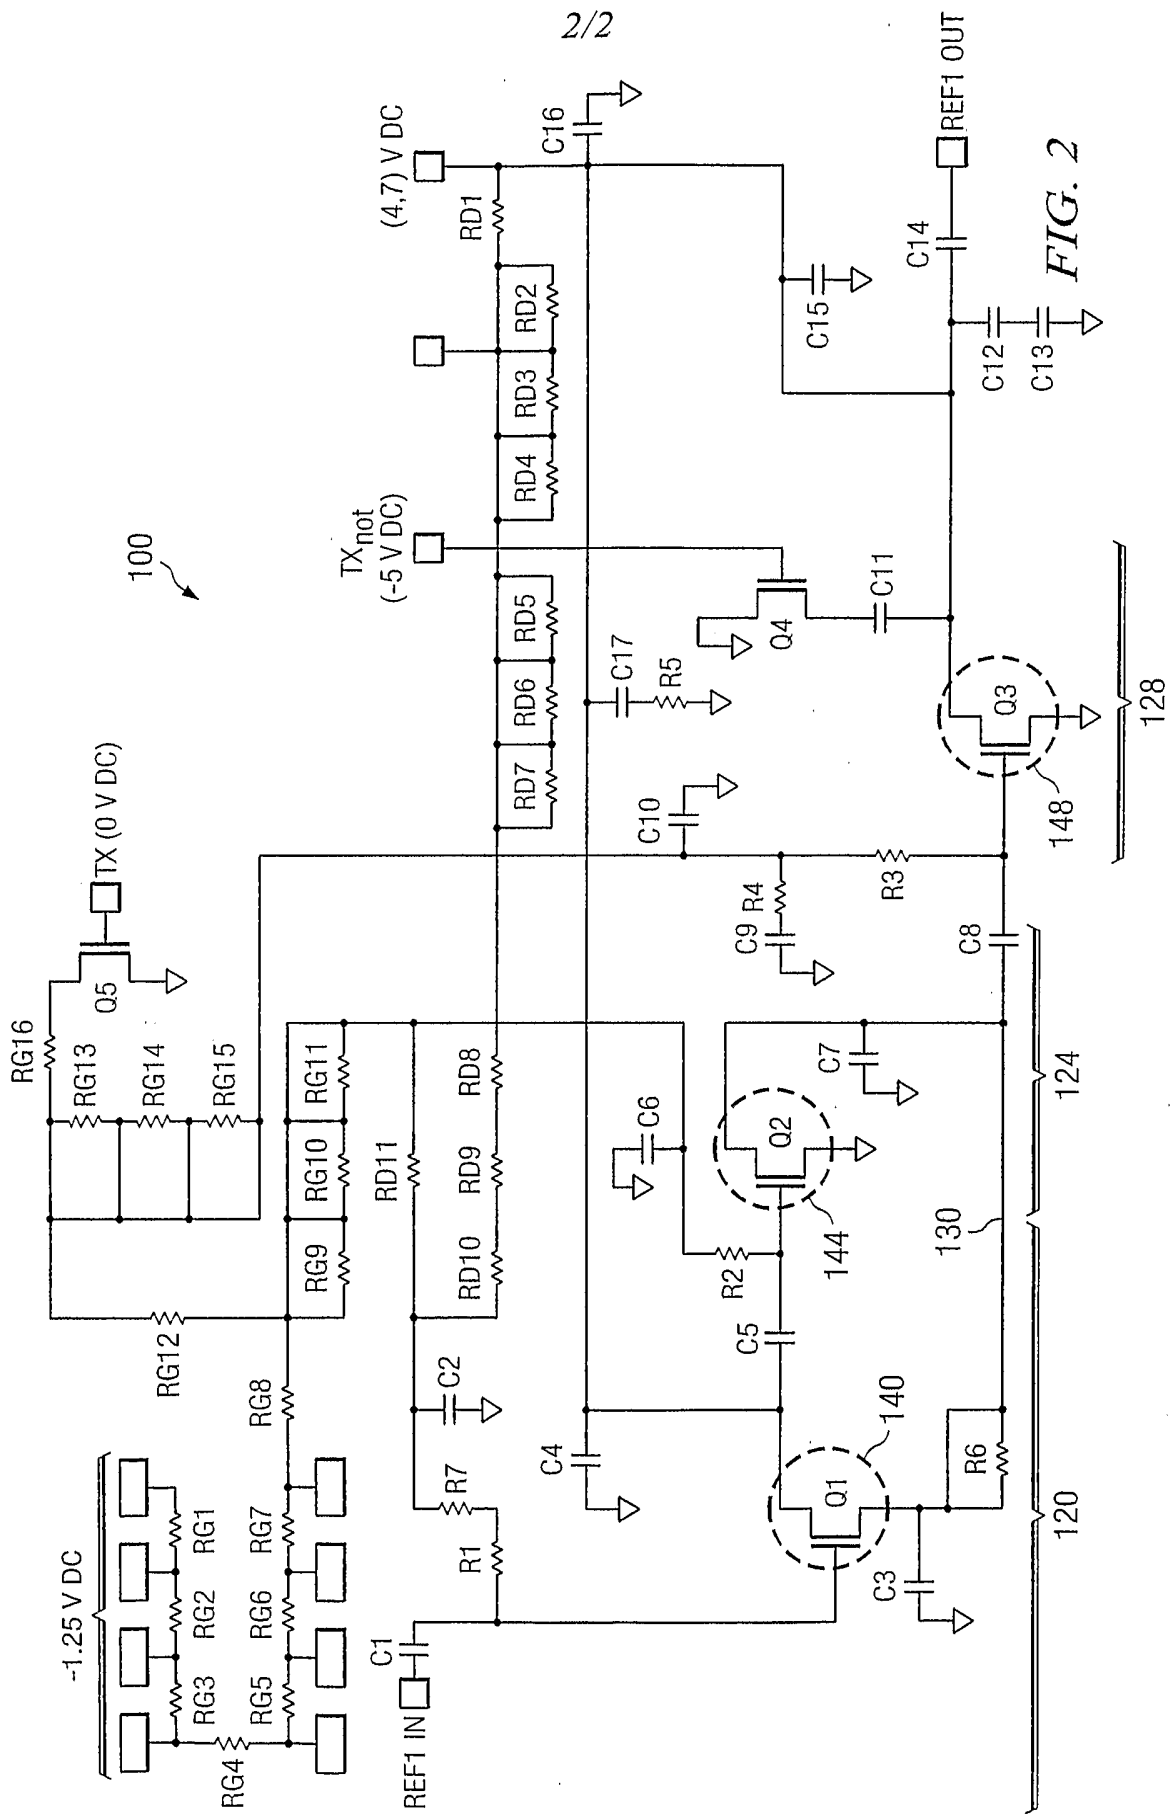 2/2
100
-1.25 V DC
RG1
RG2
RG3
RG4
RG5
RG6
RG7
RG8
RG12
RG9
RG10
RG11
RG16
RG13
RG14
RG15
Q5
TX (0 V DC)
TXnot
(-5 V DC)
(4,7) V DC
RD1
RD2
RD3
RD4
RD5
RD6
RD7
RD8
RD9
RD10
RD11
REF1 IN
C1
R1
R7
C2
C4
C16
C17
R5
C10
C6
R2
C5
Q1
140
C3
R6
Q2
144
C7
C9
R4
R3
C8
130
Q4
C11
Q3
148
C15
C14
C12
C13
REF1 OUT
120
124
128
FIG. 2